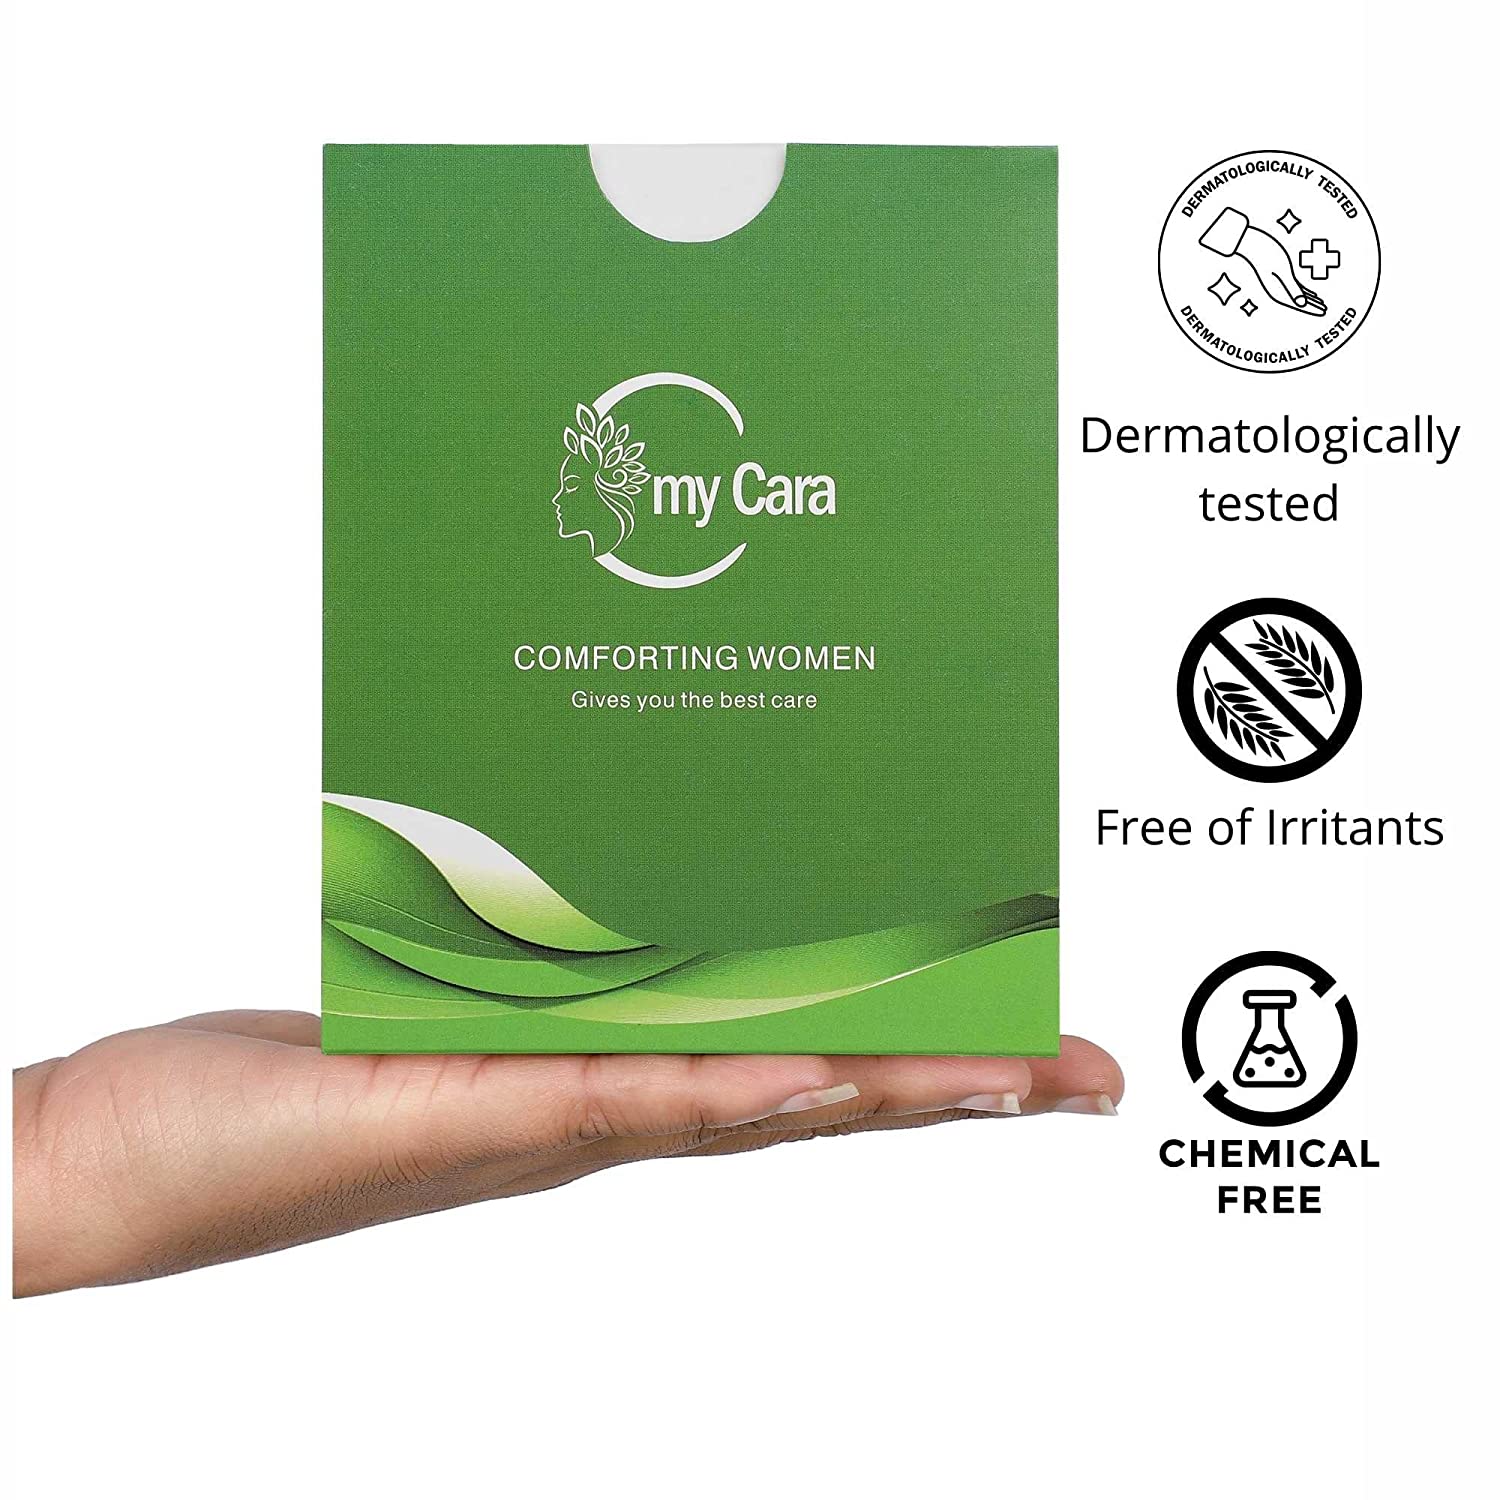 my Cara
COMFORTING WOMEN
Gives you the best care
DERMATOLOGICALLY TESTED
DERMATOLOGICALLY TESTED
Dermatologically
tested
Free of Irritants
CHEMICAL
FREE